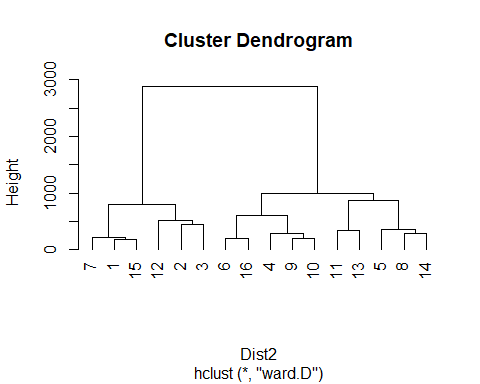 Cluster Dendrogram
Height
3000
2000
1000
0
7 1 15 12 2 3 6 16 4 9 10 11 13 5 8 14
Dist2
hclust (*, "ward.D")